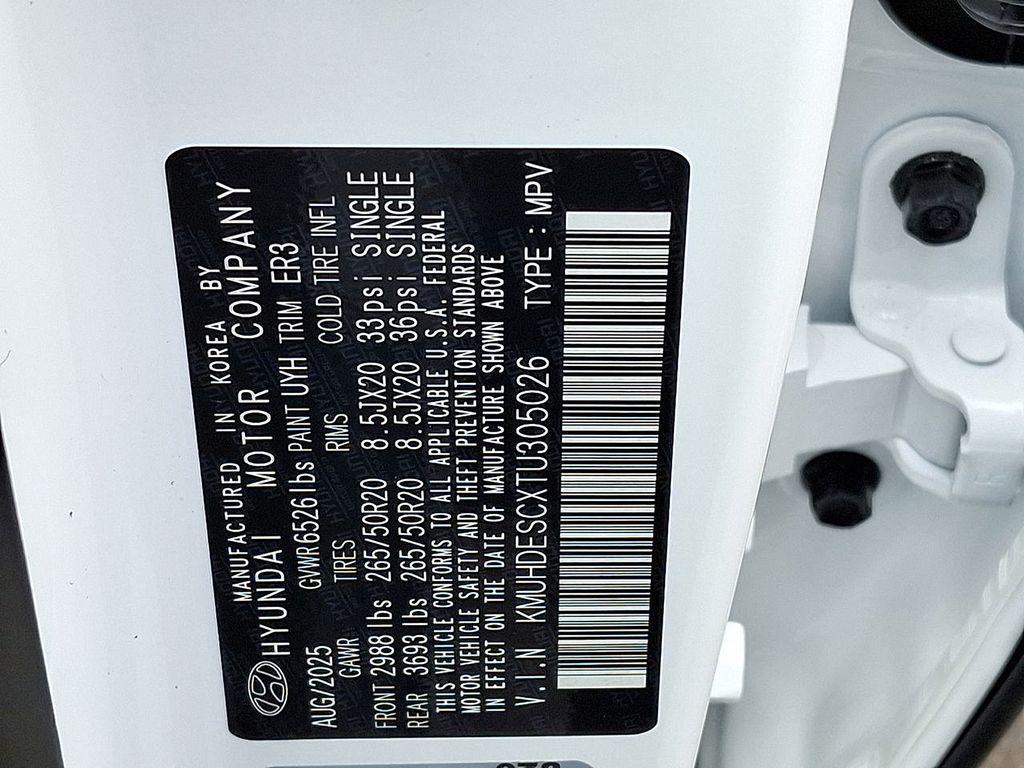 MANUFACTURED IN KOREA BY
HYUNDAI MOTOR COMPANY
AUG/2025 GVWR 6526 lbs PAINT UYH TRIM ER3
GAWR TIRES RIMS COLD TIRE INFL
FRONT 2988 lbs 265/50R20 8.5JX20 33psi SINGLE
REAR 3693 lbs 265/50R20 8.5JX20 36psi SINGLE
THIS VEHICLE CONFORMS TO ALL APPLICABLE U.S.A. FEDERAL
MOTOR VEHICLE SAFETY AND THEFT PREVENTION STANDARDS
IN EFFECT ON THE DATE OF MANUFACTURE SHOWN ABOVE
V.I.N KMUHDESCXTU305026 TYPE : MPV